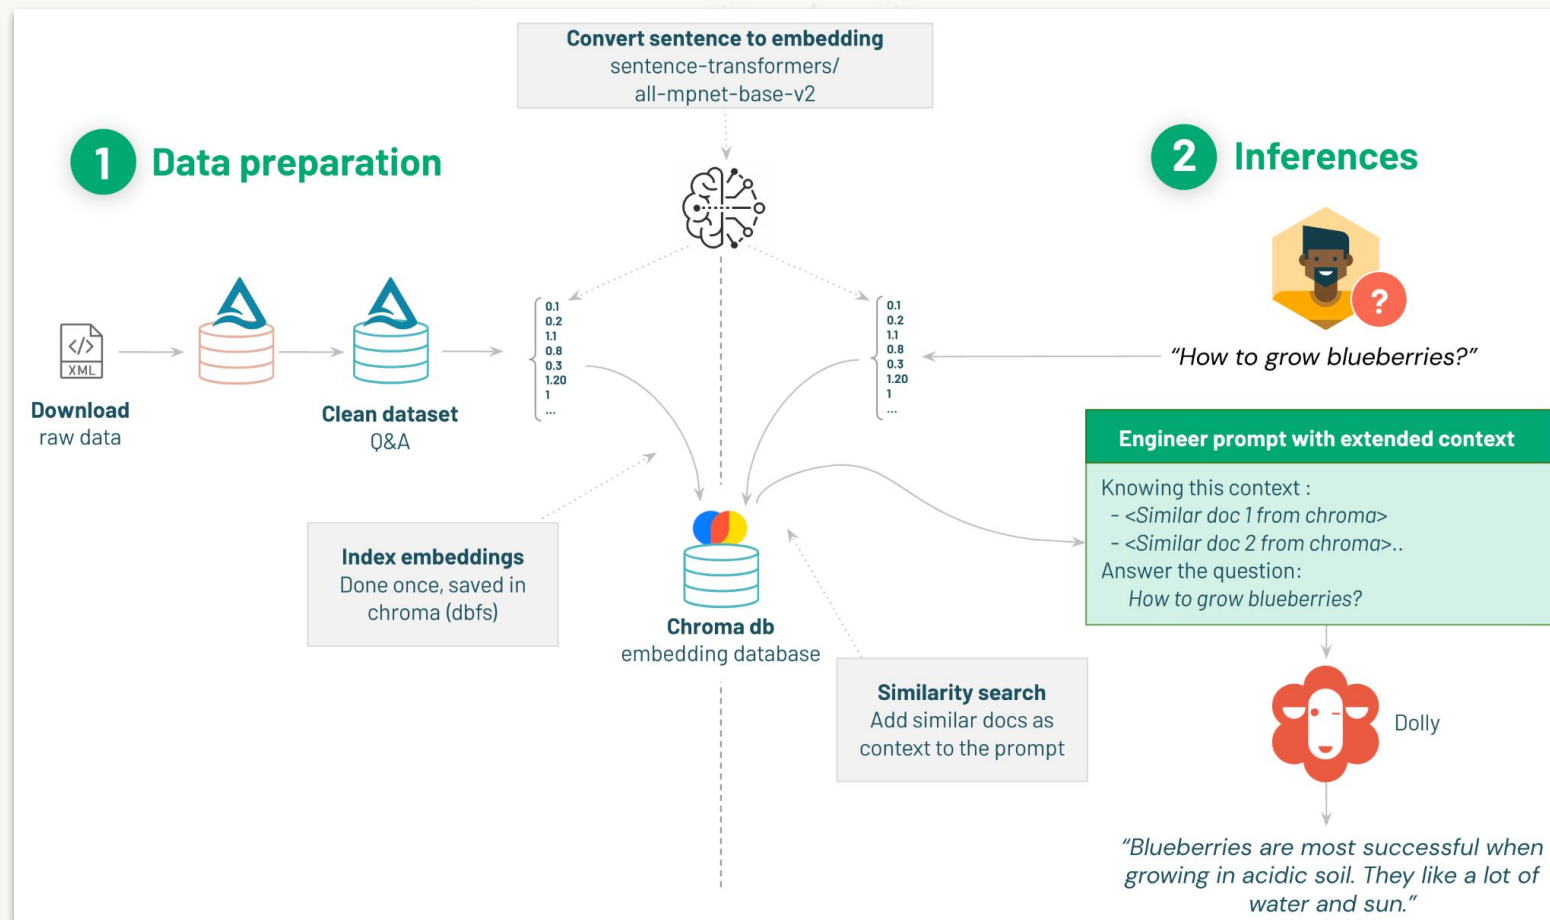 Convert sentence to embedding
sentence-transformers/
all-mpnet-base-v2
1 Data preparation
2 Inferences
0.1
0.2
1.1
0.8
0.3
1.20
1
...
0.1
0.2
1.1
0.8
0.3
1.20
1
...
</>
XML
?
"How to grow blueberries?"
Download
raw data
Clean dataset
Q&A
Engineer prompt with extended context
Knowing this context :
- <Similar doc 1 from chroma>
- <Similar doc 2 from chroma>..
Answer the question:
How to grow blueberries?
Index embeddings
Done once, saved in
chroma (dbfs)
Chroma db
embedding database
Similarity search
Add similar docs as
context to the prompt
Dolly
"Blueberries are most successful when
growing in acidic soil. They like a lot of
water and sun."